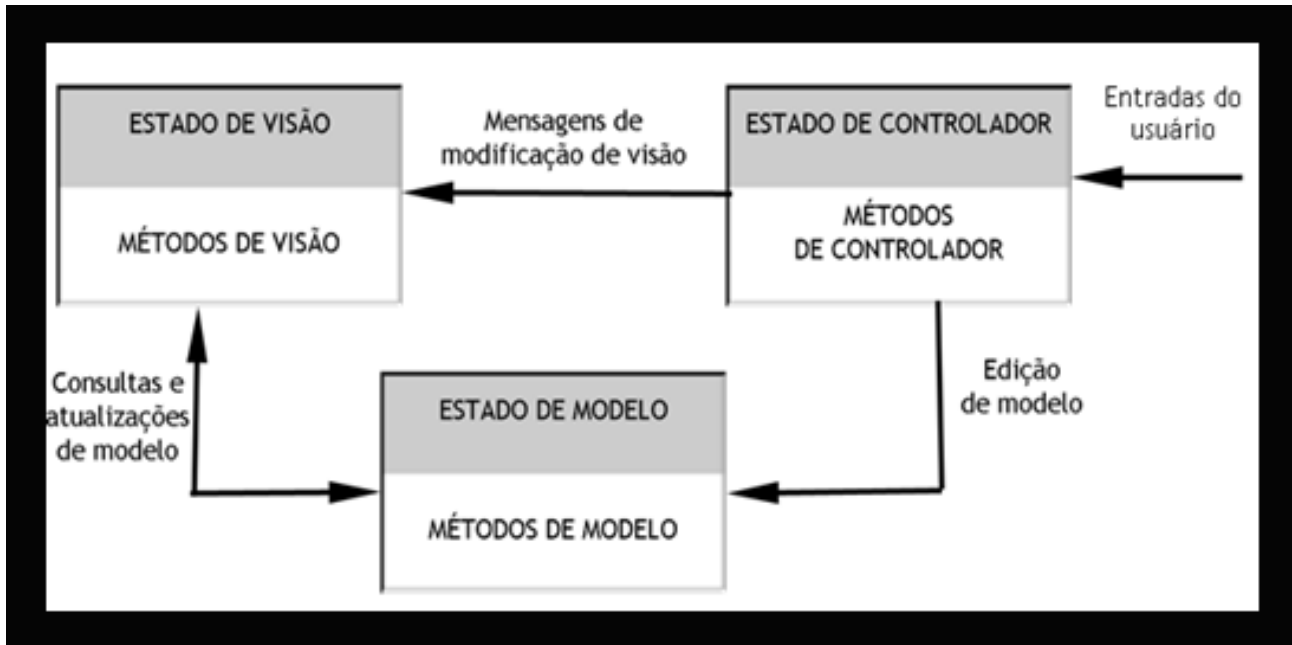 ESTADO DE VISÃO
MÉTODOS DE VISÃO
Mensagens de
modificação de visão
ESTADO DE CONTROLADOR
MÉTODOS
DE CONTROLADOR
Entradas do
usuário
Consultas e
atualizações
de modelo
ESTADO DE MODELO
MÉTODOS DE MODELO
Edição
de modelo